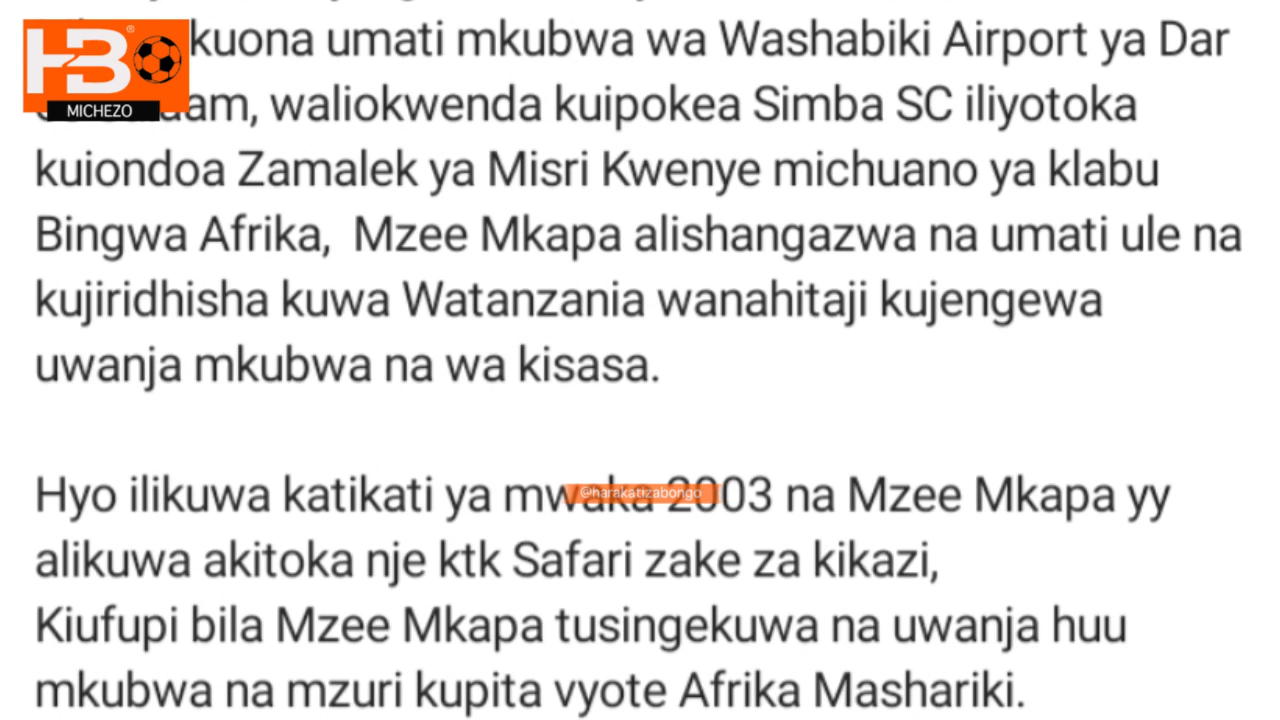 HBO
MICHEZO
kuona umati mkubwa wa Washabiki Airport ya Dar
waliokwenda kuipokea Simba SC iliyotoka
kuiondoa Zamalek ya Misri Kwenye michuano ya klabu
Bingwa Afrika, Mzee Mkapa alishangazwa na umati ule na
kujiridhisha kuwa Watanzania wanahitaji kujengewa
uwanja mkubwa na wa kisasa.
Hyo ilikuwa katikati ya mwaka 2003 na Mzee Mkapa yy
@harakatizabongo
alikuwa akitoka nje ktk Safari zake za kikazi,
Kiufupi bila Mzee Mkapa tusingekuwa na uwanja huu
mkubwa na mzuri kupita vyote Afrika Mashariki.